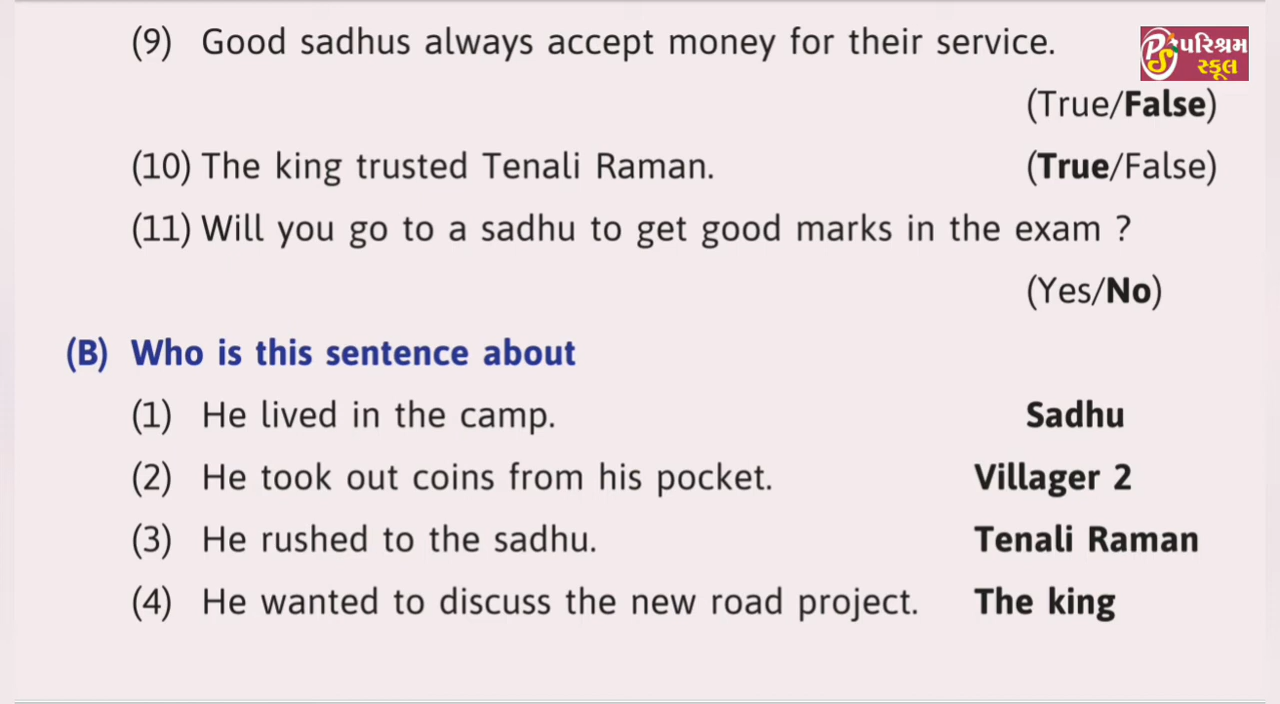 (9) Good sadhus always accept money for their service.
પરિશ્રમ
સ્કૂલ
(True/False)
(10) The king trusted Tenali Raman. (True/False)
(11) Will you go to a sadhu to get good marks in the exam ?
(Yes/No)
(B) Who is this sentence about
(1) He lived in the camp. Sadhu
(2) He took out coins from his pocket. Villager 2
(3) He rushed to the sadhu. Tenali Raman
(4) He wanted to discuss the new road project. The king